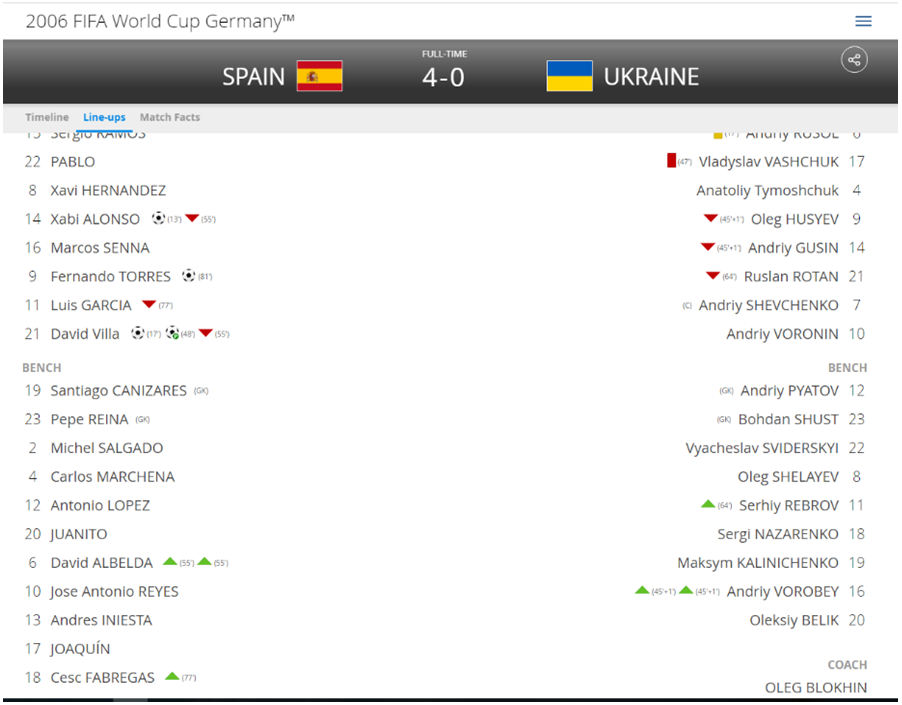 2006 FIFA World Cup Germany™
FULL-TIME
SPAIN 4-0 UKRAINE
Timeline Line-ups Match Facts
15 Sergio RAMOS (17') Andriy RUSOL 6
22 PABLO (47') Vladyslav VASHCHUK 17
8 Xavi HERNANDEZ Anatoliy Tymoshchuk 4
14 Xabi ALONSO (13') (55') (45'+1') Oleg HUSYEV 9
16 Marcos SENNA (45'+1') Andriy GUSIN 14
9 Fernando TORRES (81') (64') Ruslan ROTAN 21
11 Luis GARCIA (77') (C) Andriy SHEVCHENKO 7
21 David Villa (17') (48') (55') Andriy VORONIN 10
BENCH BENCH
19 Santiago CANIZARES (GK) (GK) Andriy PYATOV 12
23 Pepe REINA (GK) (GK) Bohdan SHUST 23
2 Michel SALGADO Vyacheslav SVIDERSKYI 22
4 Carlos MARCHENA Oleg SHELAYEV 8
12 Antonio LOPEZ (64') Serhiy REBROV 11
20 JUANITO Sergi NAZARENKO 18
6 David ALBELDA (55') (55') Maksym KALINICHENKO 19
10 Jose Antonio REYES (45'+1') (45'+1') Andriy VOROBEY 16
13 Andres INIESTA Oleksiy BELIK 20
17 JOAQUÍN
COACH
18 Cesc FABREGAS (77') OLEG BLOKHIN